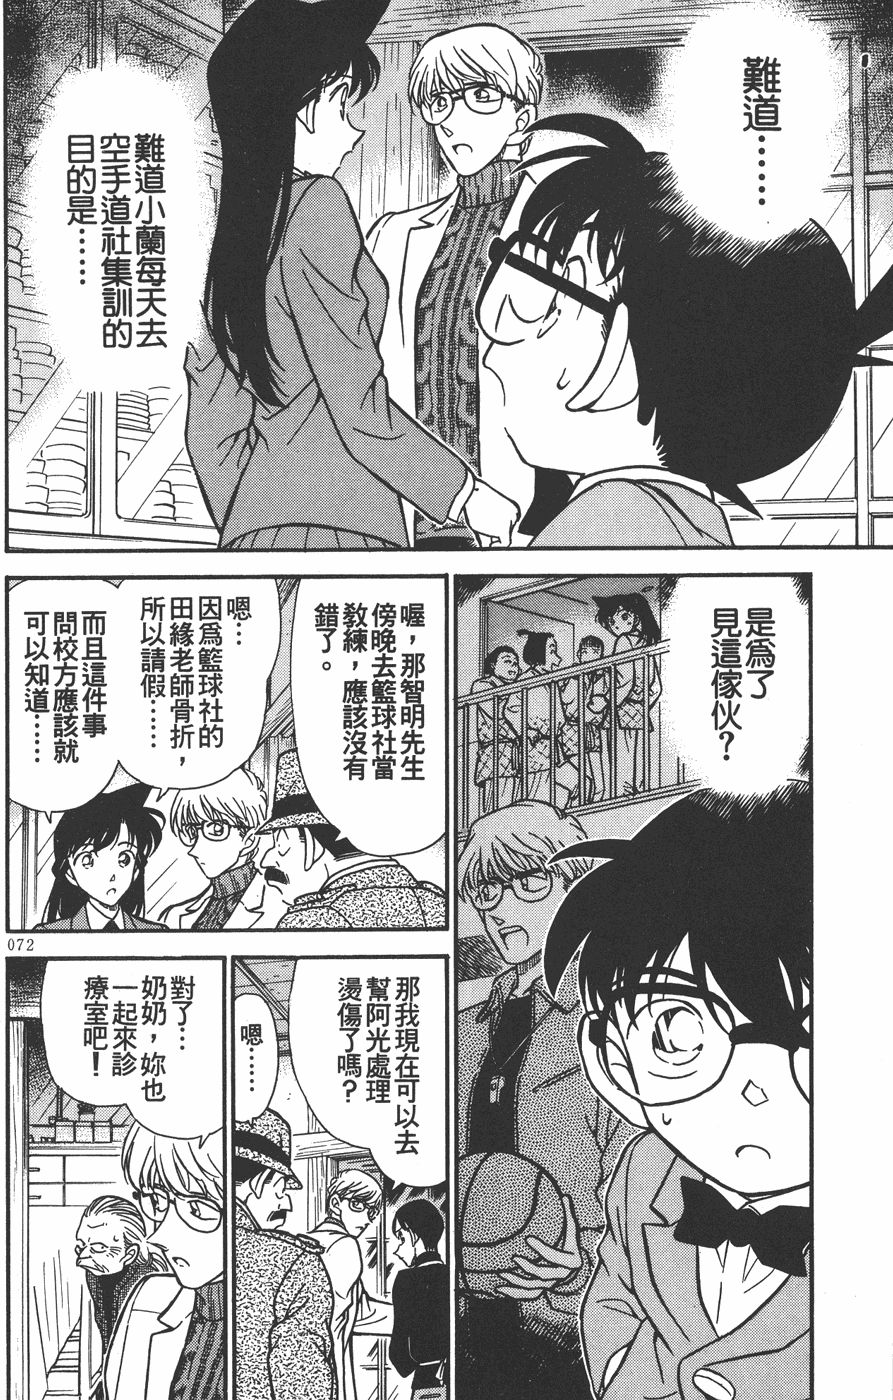 難道……
難道小蘭每天去
空手道社集訓的
目的是……
是為了
見這傢伙?
喔,那智明先生
傍晚去籃球社當
教練,應該沒有
錯了。
嗯…
因為籃球社的
田緣老師骨折,
所以請假……
而且這件事
問校方應該就
可以知道……
072
那我現在可以去
幫阿光處理
燙傷了嗎?
嗯……
對了…
奶奶,妳也
一起來診
療室吧!